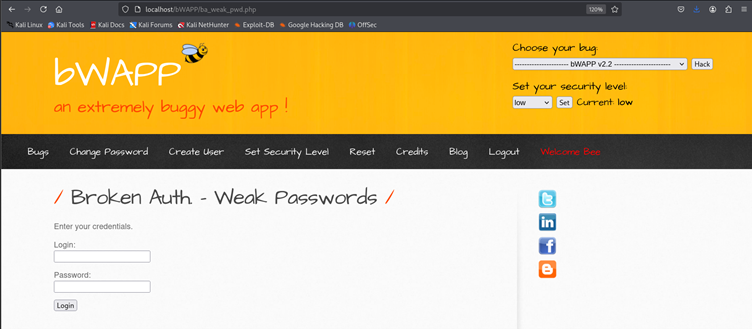 localhost/bWAPP/ba_weak_pwd.php
120%
Kali Linux Kali Tools Kali Docs Kali Forums Kali NetHunter Exploit-DB Google Hacking DB OffSec
bWAPP
an extremely buggy web app !
Choose your bug:
---------------------- bWAPP v2.2 ---------------------- Hack
Set your security level:
low Set Current: low
Bugs Change Password Create User Set Security Level Reset Credits Blog Logout Welcome Bee
/ Broken Auth. - Weak Passwords /
Enter your credentials.
Login:
Password:
Login